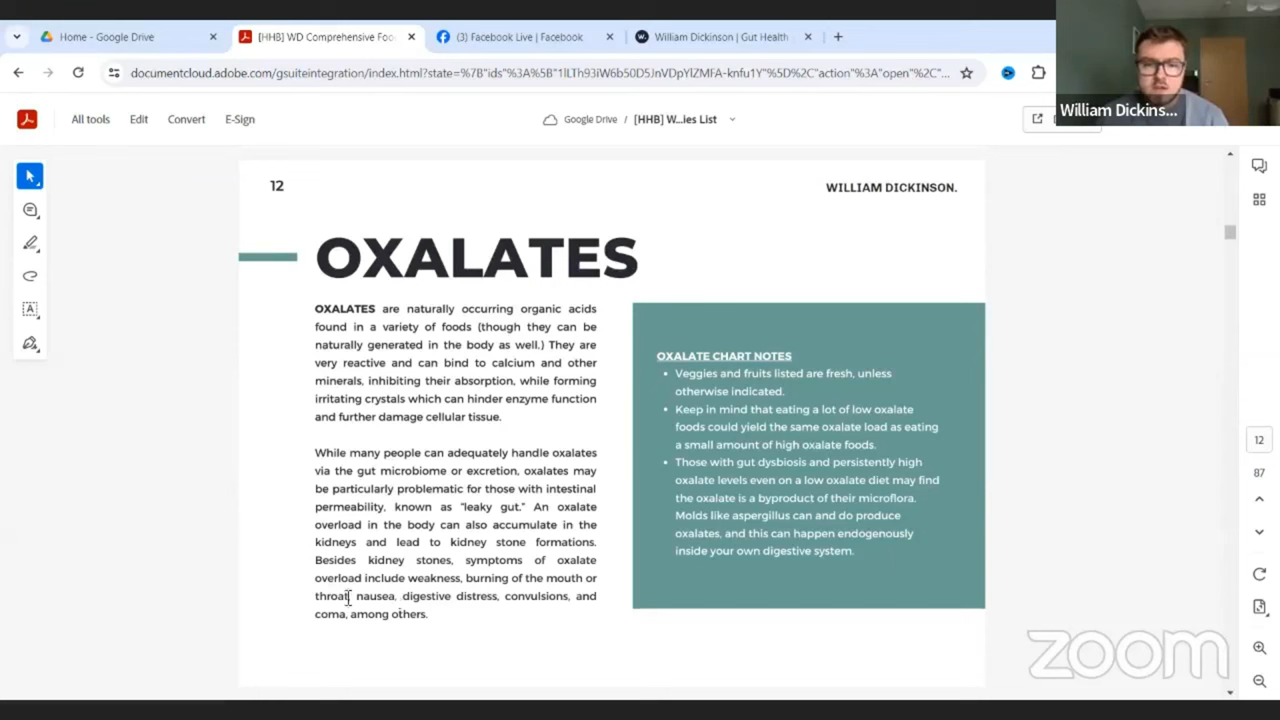 Home - Google Drive
[HHB] WD Comprehensive Foo
(3) Facebook Live | Facebook
William Dickinson | Gut Health
documentcloud.adobe.com/gsuiteintegration/index.html?state=%7B"ids"%3A%5B"1lLTh93iW6b50D5JnVDpYlZMFA-knfu1Y"%5D%2C"action"%3A"open"%2C"...
William Dickins...
All tools
Edit
Convert
E-Sign
Google Drive / [HHB] W...ies List
12
WILLIAM DICKINSON.
OXALATES
OXALATES are naturally occurring organic acids
found in a variety of foods (though they can be
naturally generated in the body as well.) They are
very reactive and can bind to calcium and other
minerals, inhibiting their absorption, while forming
irritating crystals which can hinder enzyme function
and further damage cellular tissue.
While many people can adequately handle oxalates
via the gut microbiome or excretion, oxalates may
be particularly problematic for those with intestinal
permeability, known as "leaky gut." An oxalate
overload in the body can also accumulate in the
kidneys and lead to kidney stone formations.
Besides kidney stones, symptoms of oxalate
overload include weakness, burning of the mouth or
throat, nausea, digestive distress, convulsions, and
coma, among others.
OXALATE CHART NOTES
• Veggies and fruits listed are fresh, unless
otherwise indicated.
• Keep in mind that eating a lot of low oxalate
foods could yield the same oxalate load as eating
a small amount of high oxalate foods.
• Those with gut dysbiosis and persistently high
oxalate levels even on a low oxalate diet may find
the oxalate is a byproduct of their microflora.
Molds like aspergillus can and do produce
oxalates, and this can happen endogenously
inside your own digestive system.
12
87
zoom